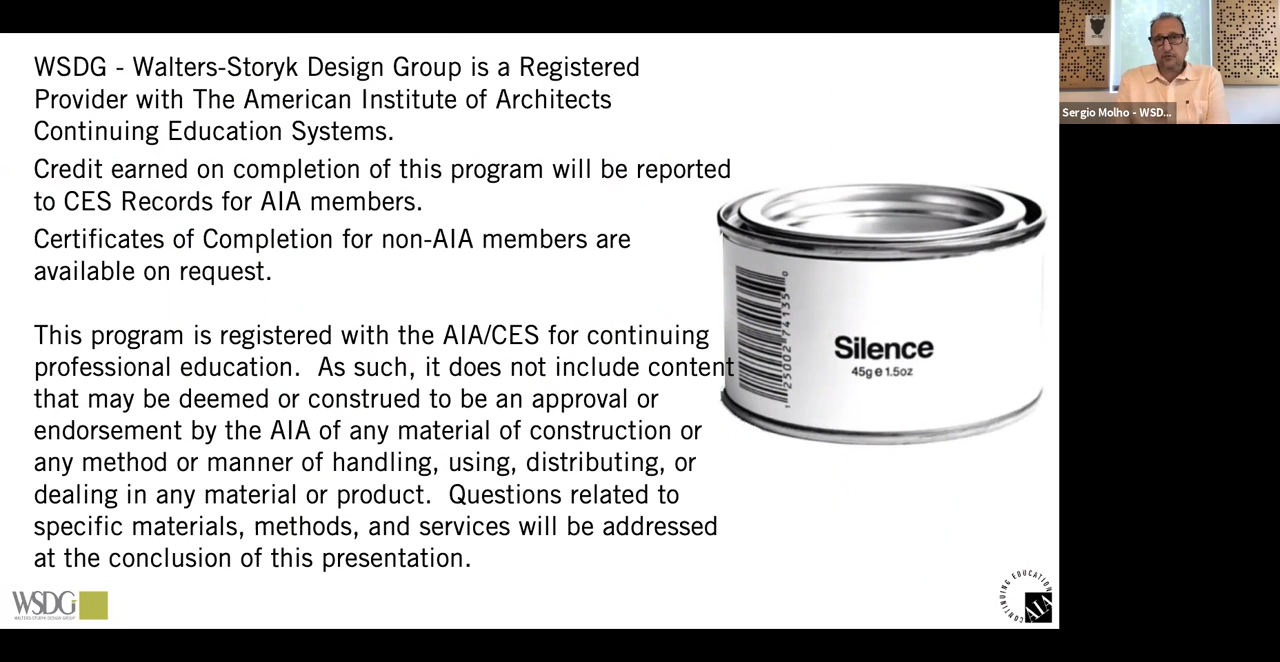 WSDG - Walters-Storyk Design Group is a Registered
Provider with The American Institute of Architects
Continuing Education Systems.
Credit earned on completion of this program will be reported
to CES Records for AIA members.
Certificates of Completion for non-AIA members are
available on request.
This program is registered with the AIA/CES for continuing
professional education.  As such, it does not include content
that may be deemed or construed to be an approval or
endorsement by the AIA of any material of construction or
any method or manner of handling, using, distributing, or
dealing in any material or product.  Questions related to
specific materials, methods, and services will be addressed
at the conclusion of this presentation.
Silence
45g e 1.5oz
1 25002 74135 0
Sergio Molho - WSD...
WSDG
WALTERS-STORYK DESIGN GROUP
CONTINUING EDUCATION
AIA